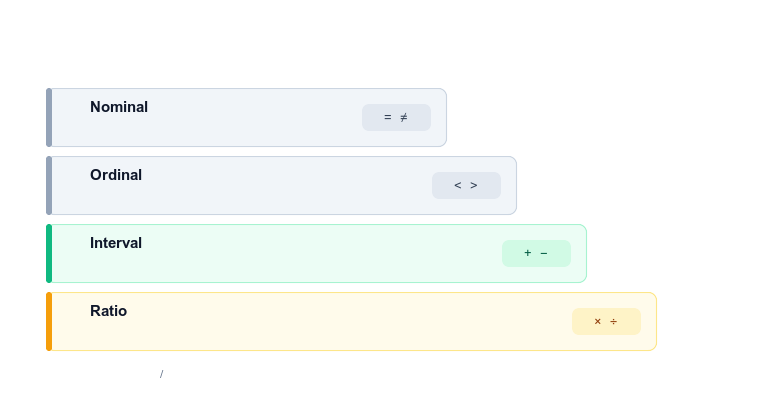 Nominal
= ≠
Ordinal
< >
Interval
+ −
Ratio
× ÷
/